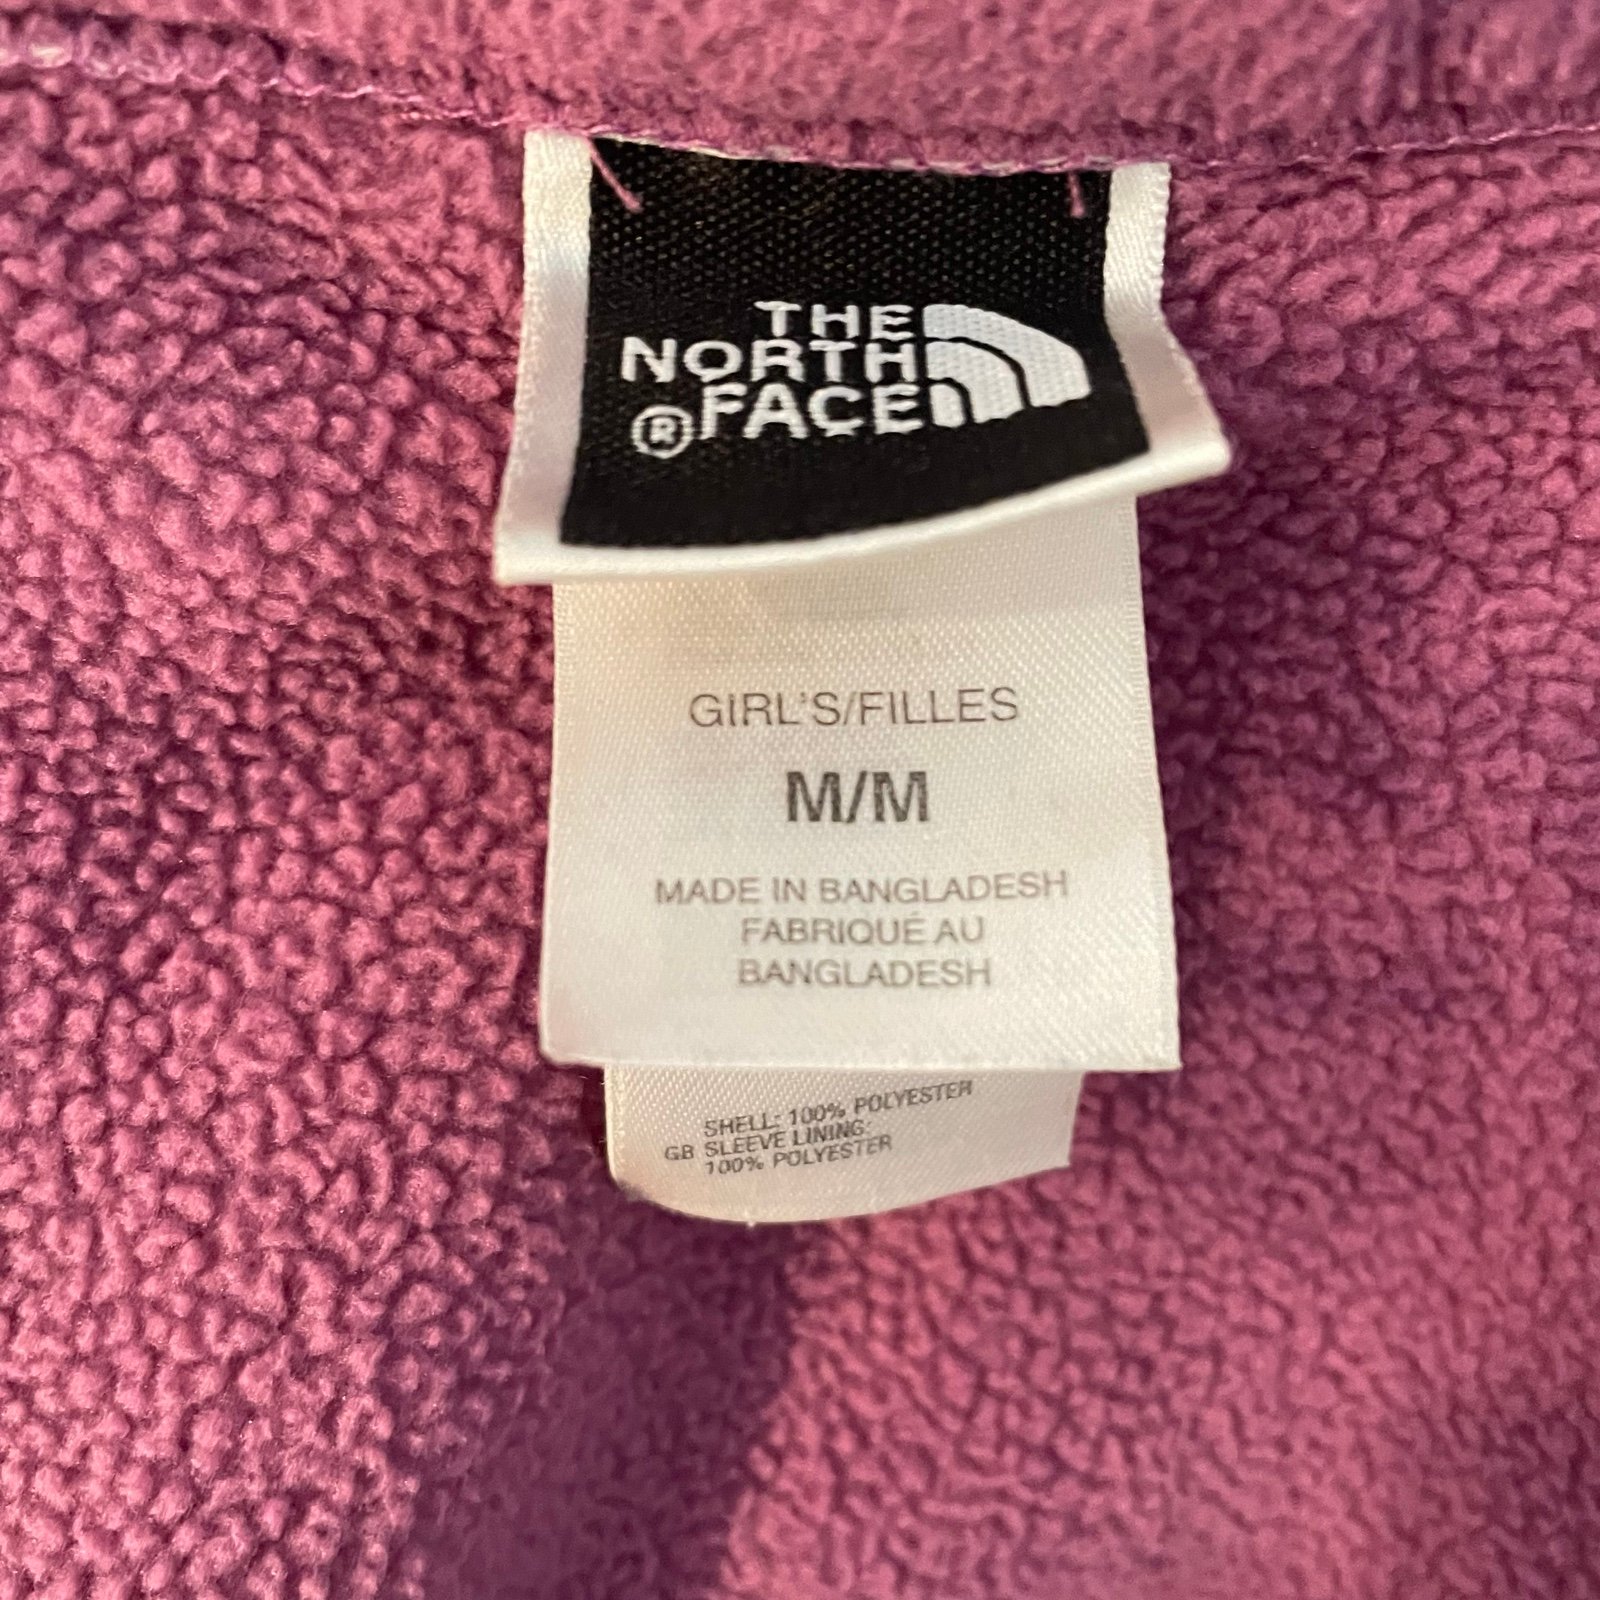 THE
NORTH
® FACE
GIRL'S/FILLES
M/M
MADE IN BANGLADESH
FABRIQUÉ AU
BANGLADESH
SHELL: 100% POLYESTER
GB SLEEVE LINING:
100% POLYESTER